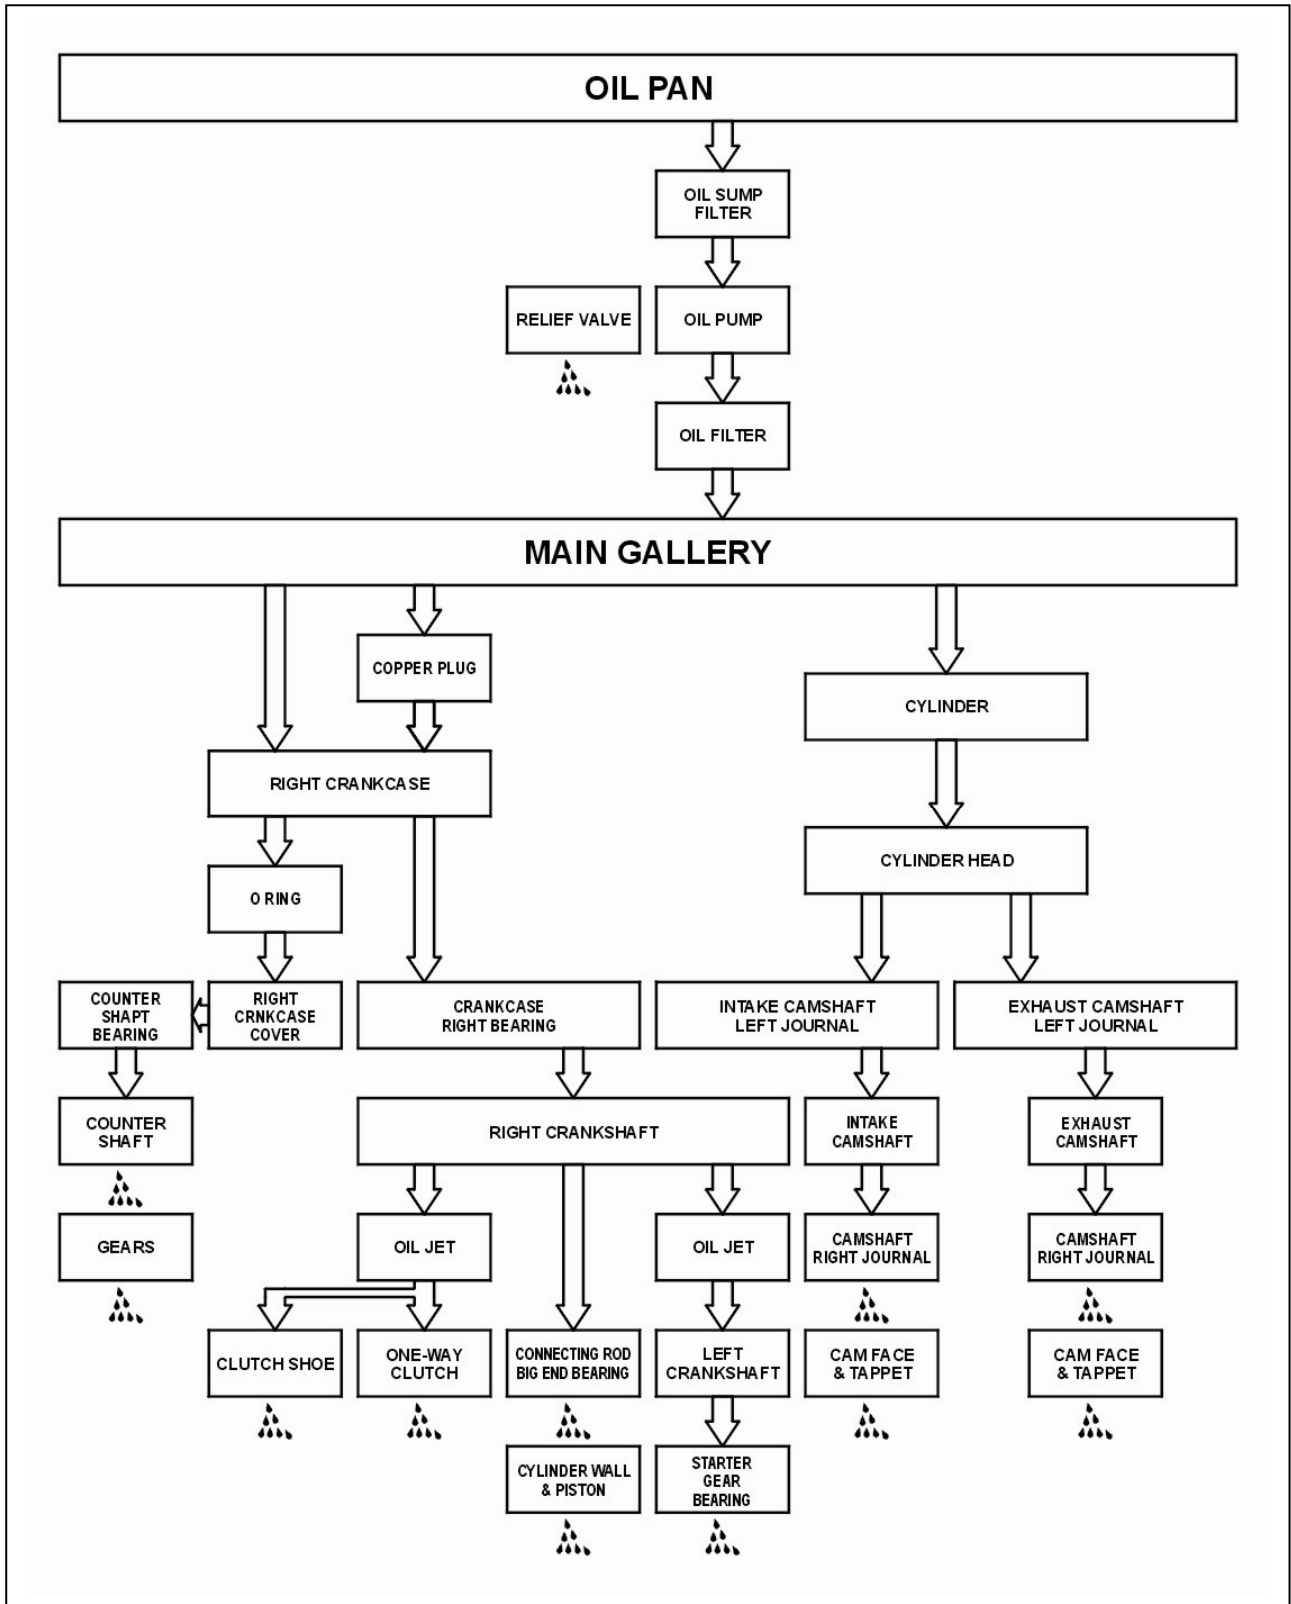 OIL PAN
OIL SUMP
FILTER
RELIEF VALVE
OIL PUMP
OIL FILTER
MAIN GALLERY
COPPER PLUG
CYLINDER
RIGHT CRANKCASE
CYLINDER HEAD
O RING
COUNTER
SHAPT
BEARING
RIGHT
CRNKCASE
COVER
CRANKCASE
RIGHT BEARING
INTAKE CAMSHAFT
LEFT JOURNAL
EXHAUST CAMSHAFT
LEFT JOURNAL
COUNTER
SHAFT
RIGHT CRANKSHAFT
INTAKE
CAMSHAFT
EXHAUST
CAMSHAFT
GEARS
OIL JET
OIL JET
CAMSHAFT
RIGHT JOURNAL
CAMSHAFT
RIGHT JOURNAL
CLUTCH SHOE
ONE-WAY
CLUTCH
CONNECTING ROD
BIG END BEARING
LEFT
CRANKSHAFT
CAM FACE
& TAPPET
CAM FACE
& TAPPET
CYLINDER WALL
& PISTON
STARTER
GEAR
BEARING